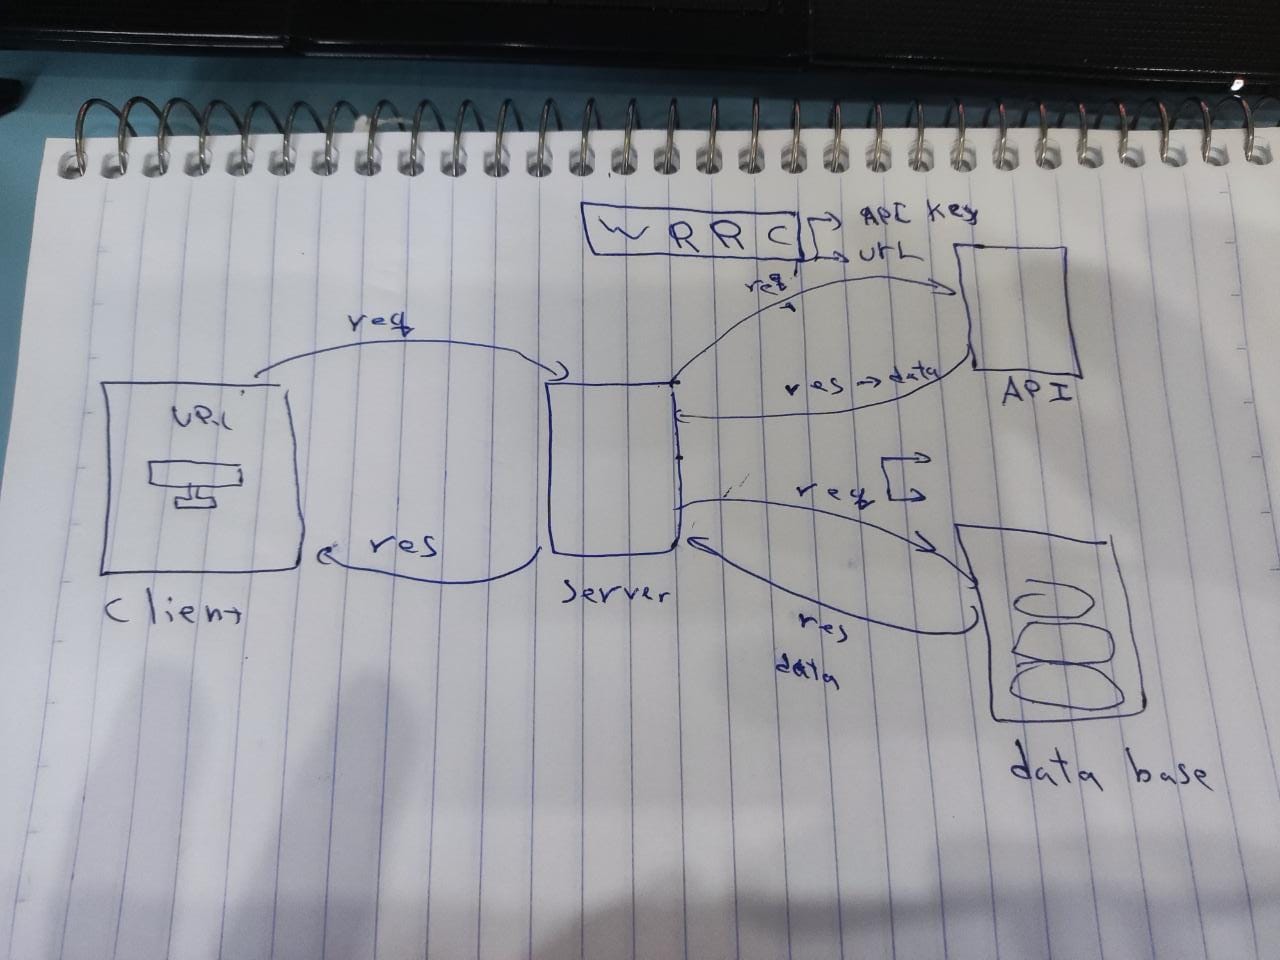 W R R C
API Key
url
req
req
URL
res → data
API
req
res
Client
Server
res
data
data base